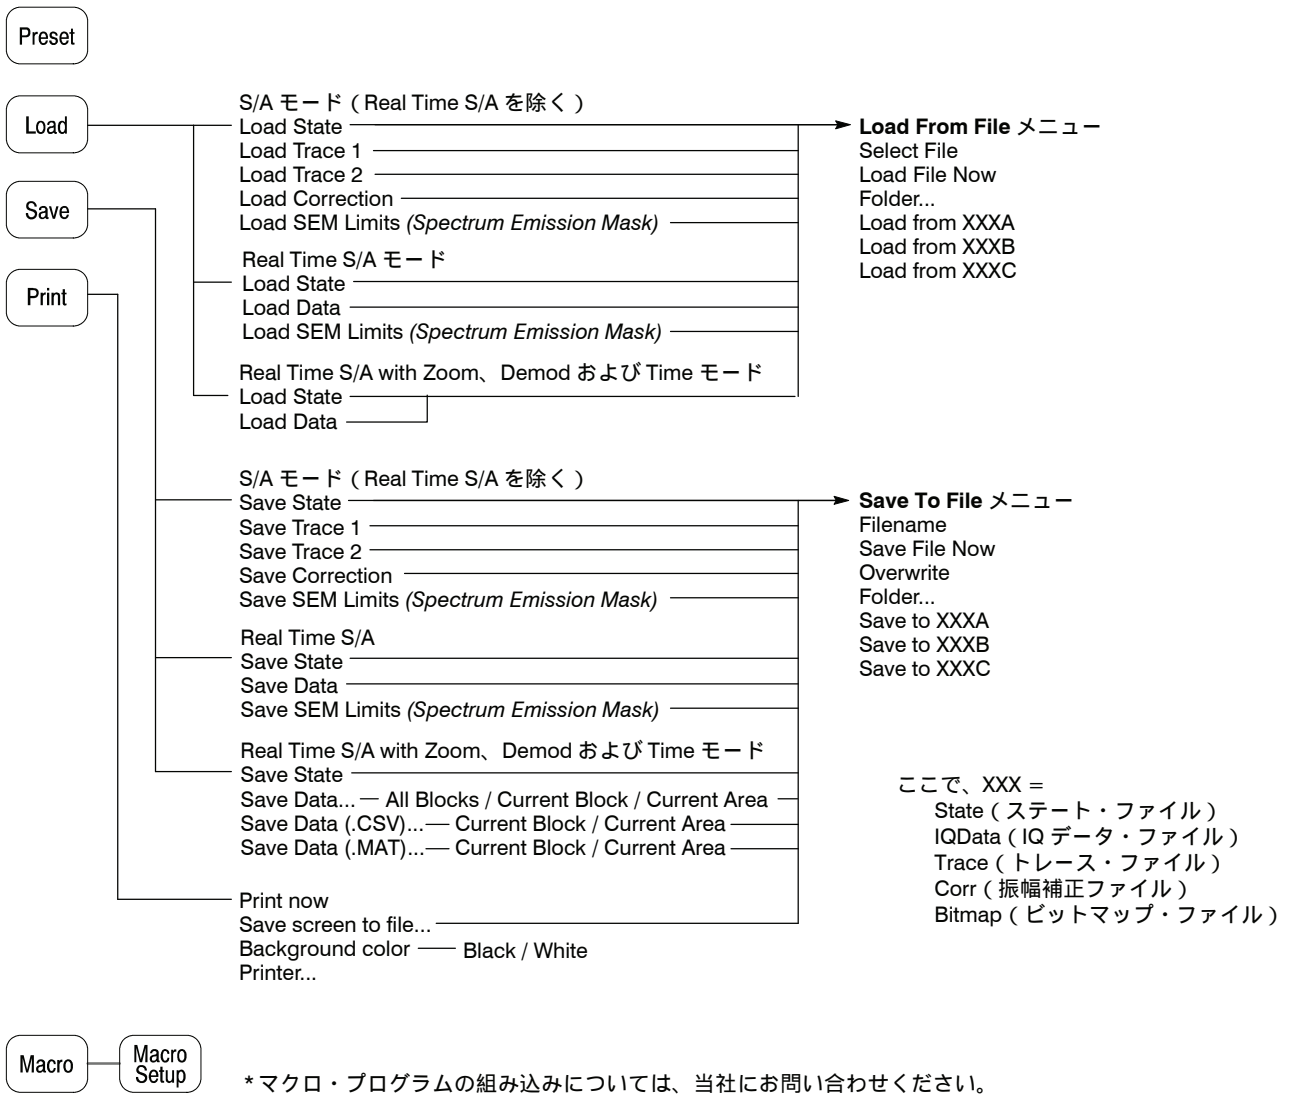 Preset
Load
Save
Print
S/A モード ( Real Time S/A を除く )
Load State
Load Trace 1
Load Trace 2
Load Correction
Load SEM Limits (Spectrum Emission Mask)
Real Time S/A モード
Load State
Load Data
Load SEM Limits (Spectrum Emission Mask)
Real Time S/A with Zoom、Demod および Time モード
Load State
Load Data
Load From File メニュー
Select File
Load File Now
Folder...
Load from XXXA
Load from XXXB
Load from XXXC
S/A モード ( Real Time S/A を除く )
Save State
Save Trace 1
Save Trace 2
Save Correction
Save SEM Limits (Spectrum Emission Mask)
Real Time S/A
Save State
Save Data
Save SEM Limits (Spectrum Emission Mask)
Real Time S/A with Zoom、Demod および Time モード
Save State
Save Data... All Blocks / Current Block / Current Area
Save Data (.CSV)... Current Block / Current Area
Save Data (.MAT)... Current Block / Current Area
Save To File メニュー
Filename
Save File Now
Overwrite
Folder...
Save to XXXA
Save to XXXB
Save to XXXC
ここで、XXX =
State ( ステート・ファイル )
IQData ( IQ データ・ファイル )
Trace ( トレース・ファイル )
Corr ( 振幅補正ファイル )
Bitmap ( ビットマップ・ファイル )
Print now
Save screen to file...
Background color Black / White
Printer...
Macro
Macro
Setup
* マクロ・プログラムの組み込みについては、当社にお問い合わせください。